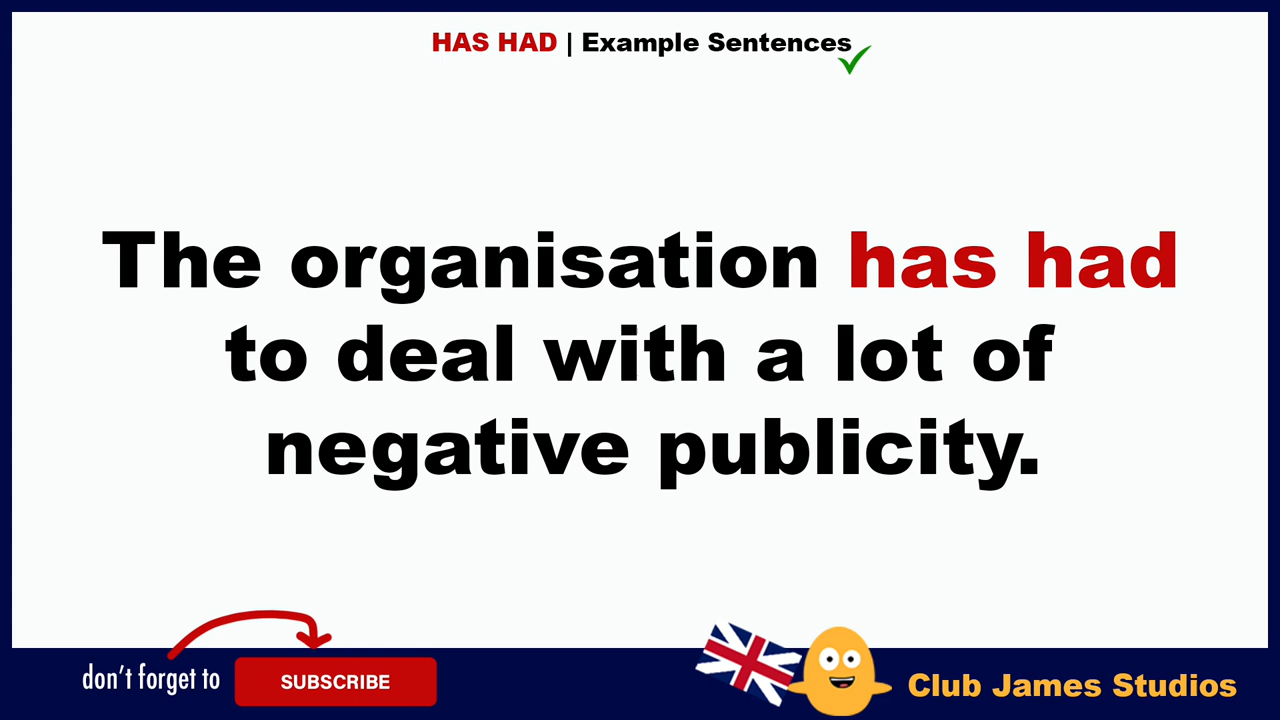 HAS HAD | Example Sentences
The organisation has had
to deal with a lot of
negative publicity.
don't forget to SUBSCRIBE
Club James Studios